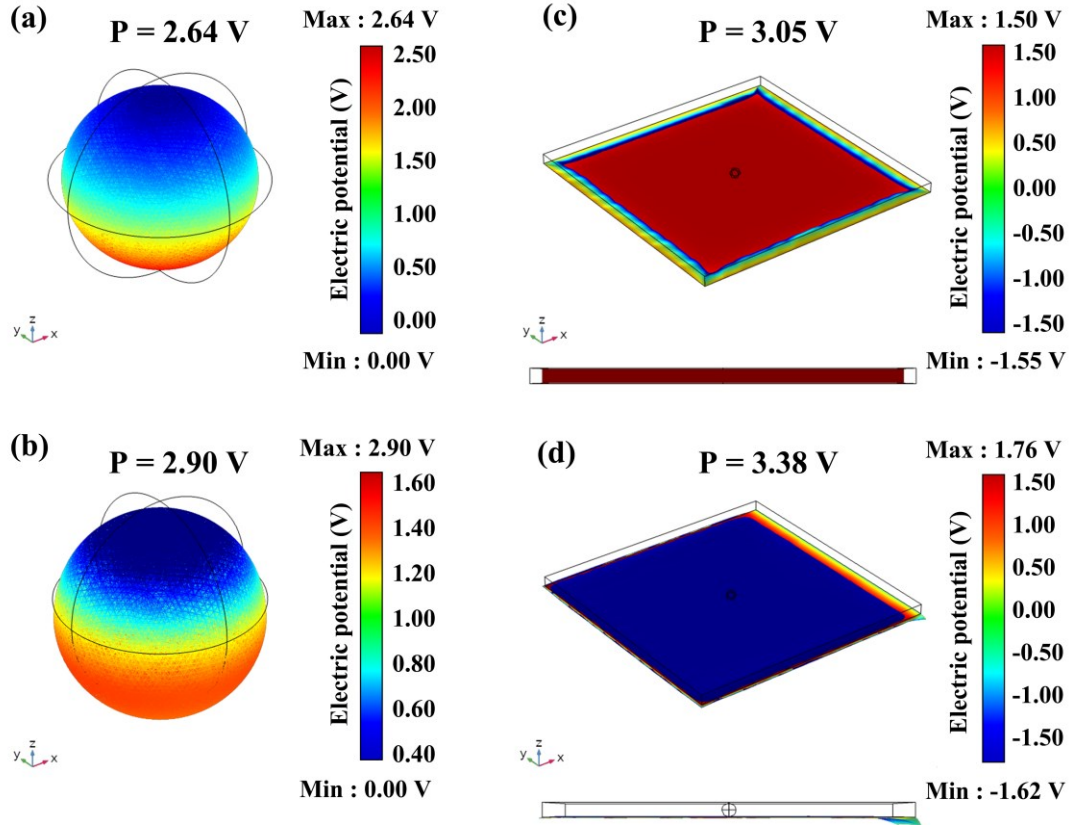 (a)
P = 2.64 V
Max : 2.64 V
Electric potential (V)
2.50
2.00
1.50
1.00
0.50
0.00
Min : 0.00 V
z
y
x
(c)
P = 3.05 V
Max : 1.50 V
Electric potential (V)
1.50
1.00
0.50
0.00
-0.50
-1.00
-1.50
Min : -1.55 V
z
y
x
(b)
P = 2.90 V
Max : 2.90 V
Electric potential (V)
1.60
1.40
1.20
1.00
0.80
0.60
0.40
Min : 0.00 V
z
y
x
(d)
P = 3.38 V
Max : 1.76 V
Electric potential (V)
1.50
1.00
0.50
0.00
-0.50
-1.00
-1.50
Min : -1.62 V
z
y
x